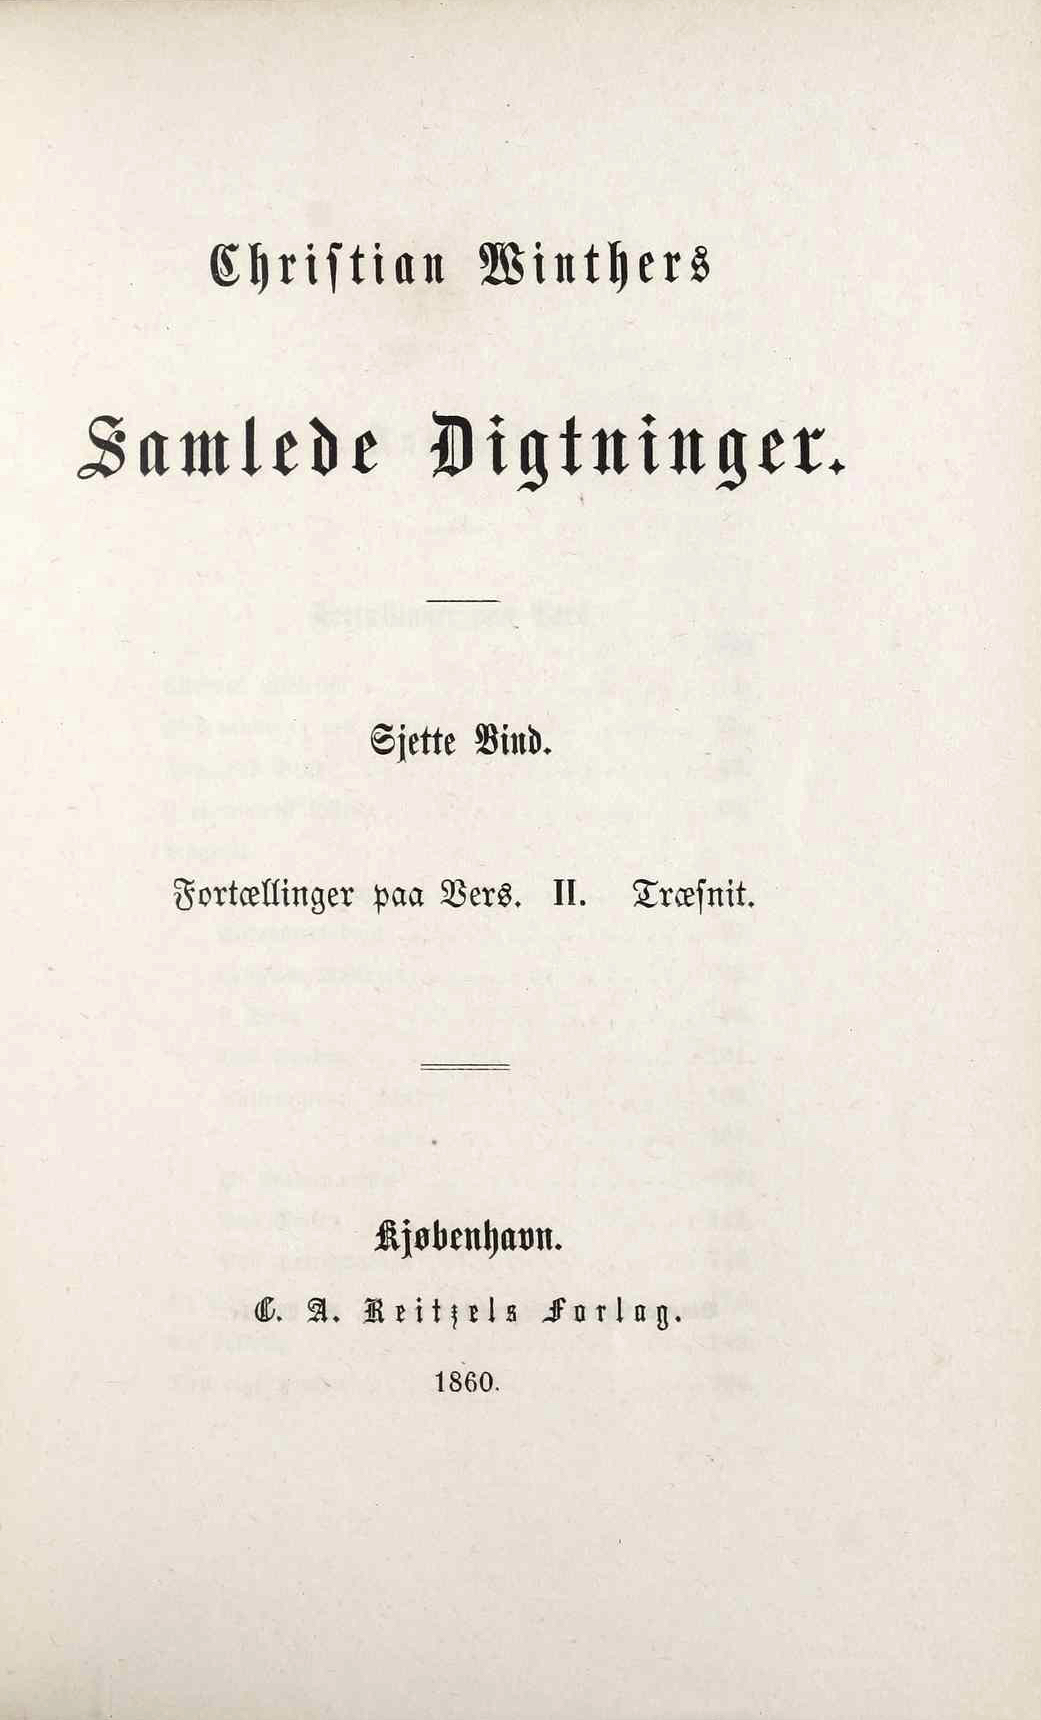 Christian Winthers
Samlede Digtninger.
Sjette Bind.
Fortællinger paa Vers. II. Træsnit.
Kjøbenhavn.
C. A. Reitzels Forlag.
1860.